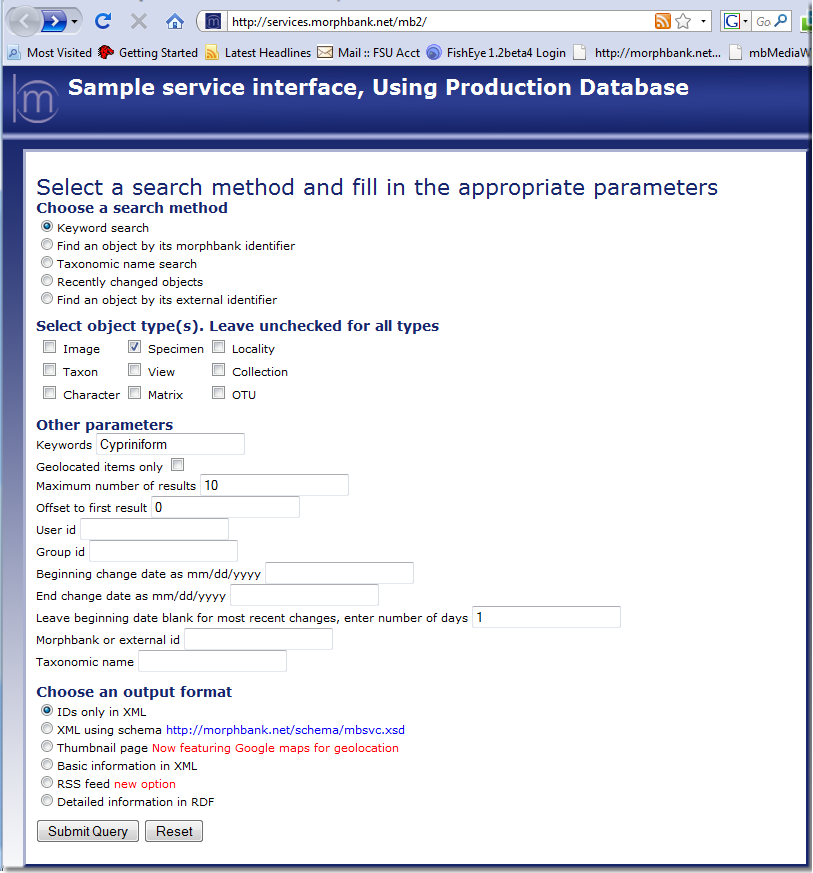 http://services.morphbank.net/mb2/
G
Go
Most Visited Getting Started Latest Headlines Mail :: FSU Acct FishEye 1.2beta4 Login http://morphbank.net... mbMediaW
m Sample service interface, Using Production Database
Select a search method and fill in the appropriate parameters
Choose a search method
Keyword search
Find an object by its morphbank identifier
Taxonomic name search
Recently changed objects
Find an object by its external identifier
Select object type(s). Leave unchecked for all types
Image Specimen Locality
Taxon View Collection
Character Matrix OTU
Other parameters
Keywords Cypriniform
Geolocated items only
Maximum number of results 10
Offset to first result 0
User id
Group id
Beginning change date as mm/dd/yyyy
End change date as mm/dd/yyyy
Leave beginning date blank for most recent changes, enter number of days 1
Morphbank or external id
Taxonomic name
Choose an output format
IDs only in XML
XML using schema http://morphbank.net/schema/mbsvc.xsd
Thumbnail page Now featuring Google maps for geolocation
Basic information in XML
RSS feed new option
Detailed information in RDF
Submit Query Reset